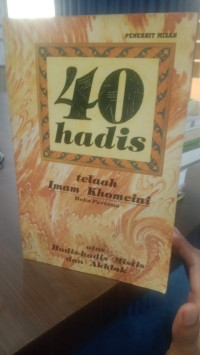 PENERBIT MIZAN
40
hadis
telaah
Imam Khomeini
Buku Pertama
atas
Hadis-hadis Mistis
dan Akhlak